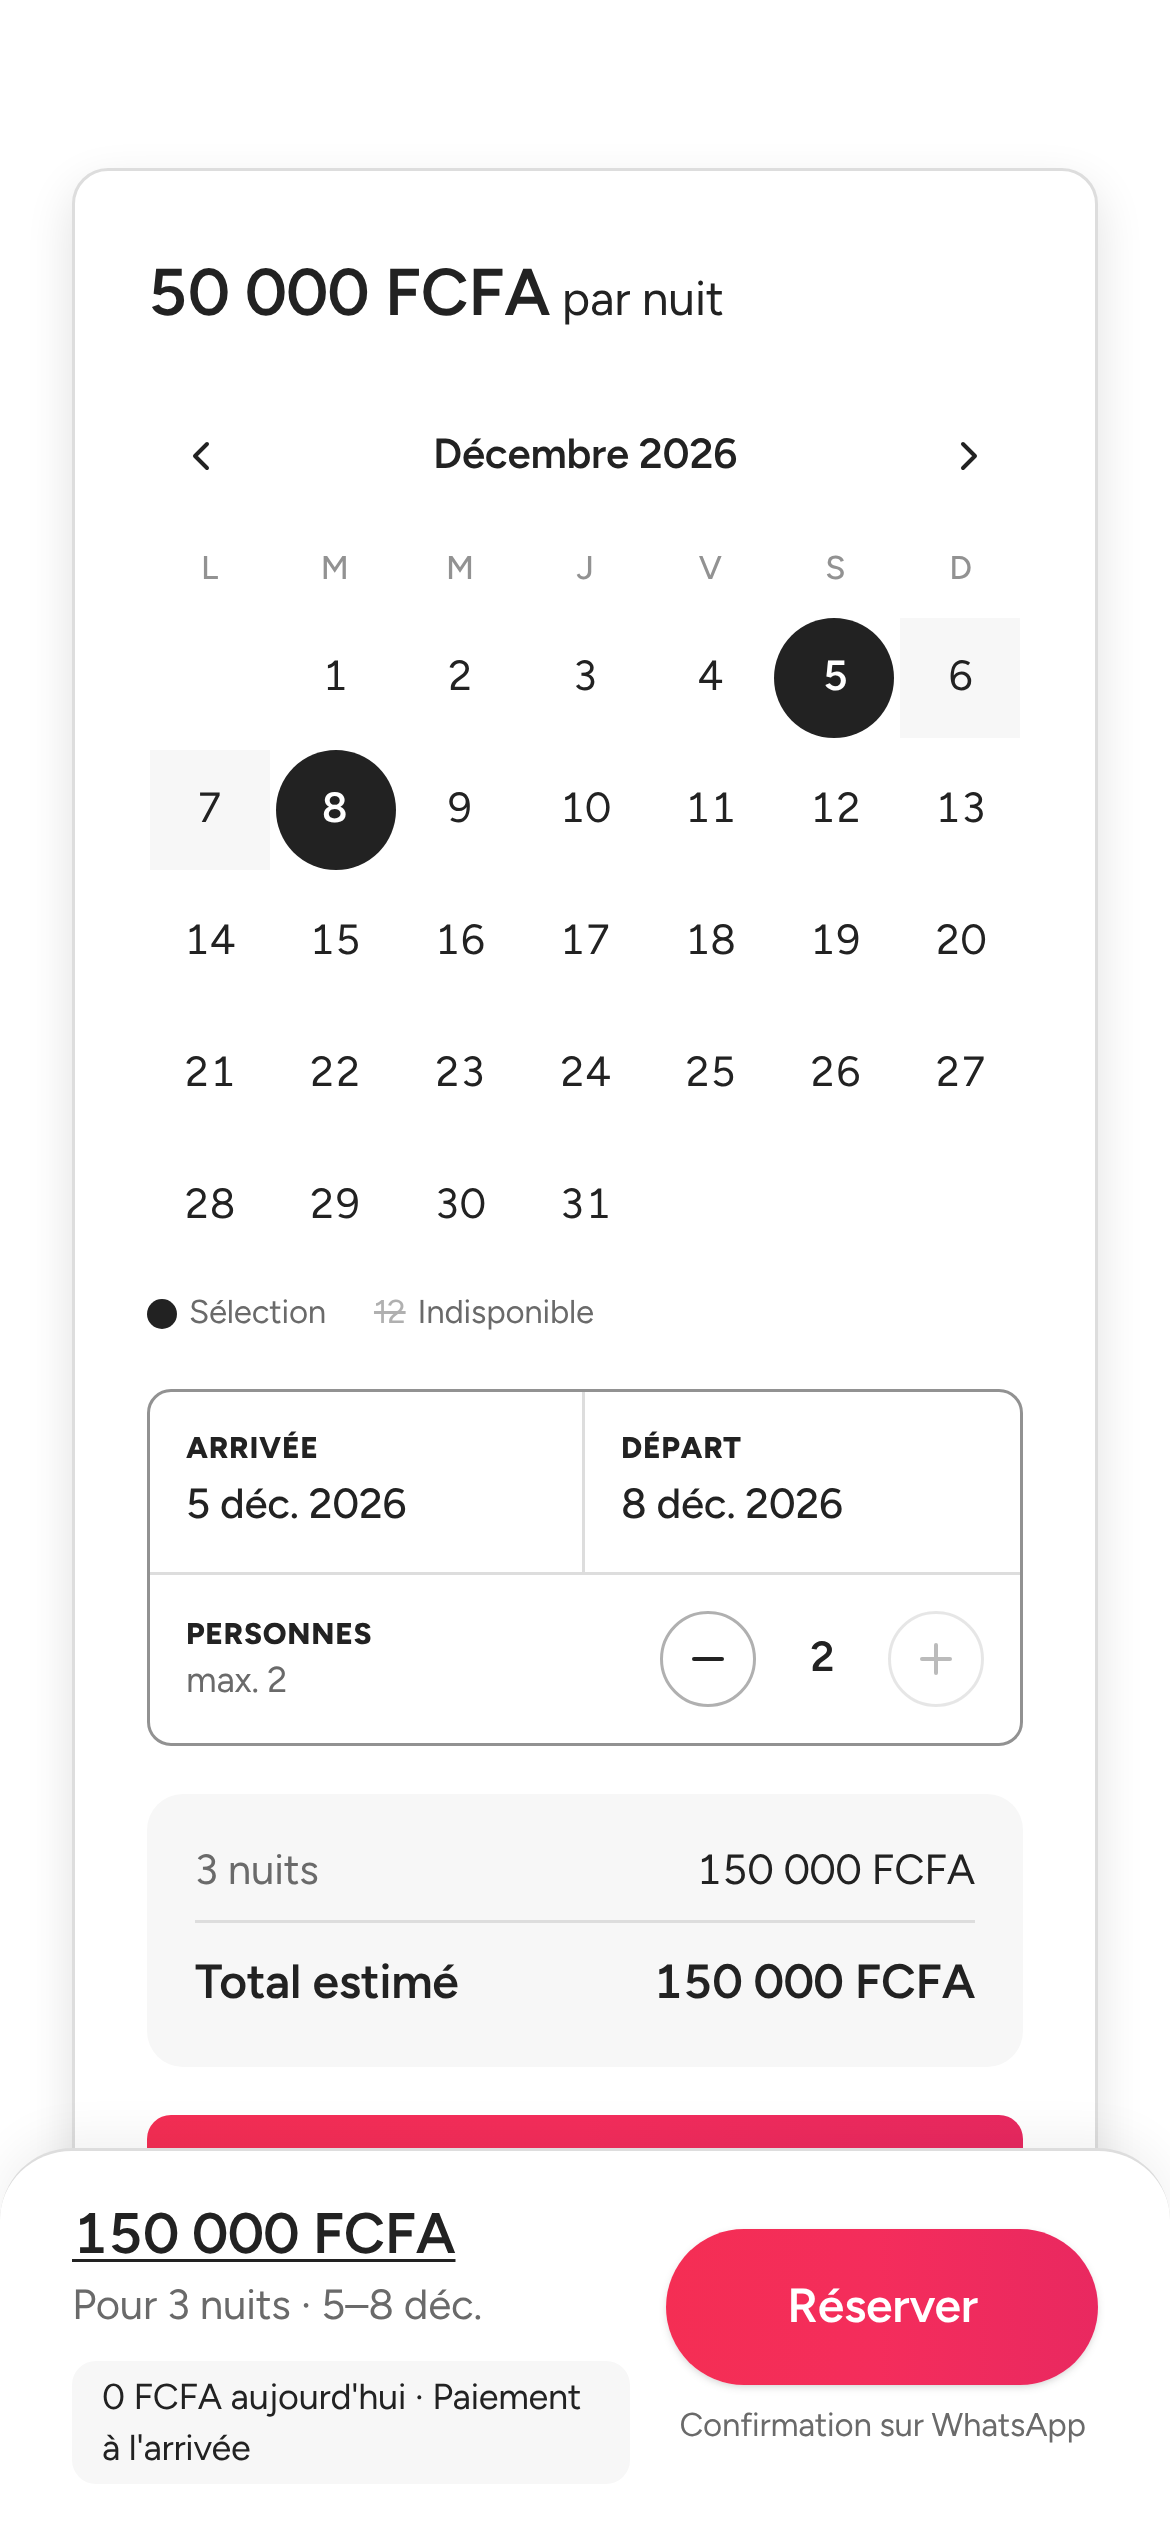 50 000 FCFA par nuit
Décembre 2026
L M M J V S D
1 2 3 4 5 6
7 8 9 10 11 12 13
14 15 16 17 18 19 20
21 22 23 24 25 26 27
28 29 30 31
Sélection 12 Indisponible
ARRIVÉE DÉPART
5 déc. 2026 8 déc. 2026
PERSONNES
max. 2
2
3 nuits 150 000 FCFA
Total estimé 150 000 FCFA
150 000 FCFA
Pour 3 nuits · 5–8 déc.
0 FCFA aujourd'hui · Paiement
à l'arrivée
Réserver
Confirmation sur WhatsApp